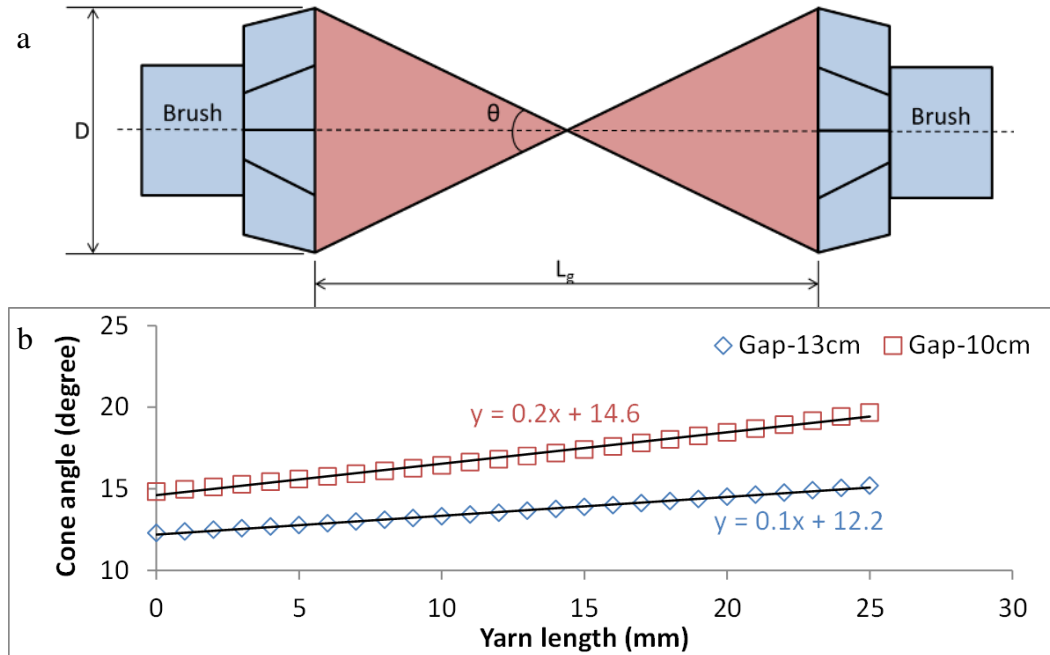 a
D
Brush
θ
Brush
Lg
b
25
20
15
10
Cone angle (degree)
Gap-13cm Gap-10cm
y = 0.2x + 14.6
y = 0.1x + 12.2
0 5 10 15 20 25 30
Yarn length (mm)